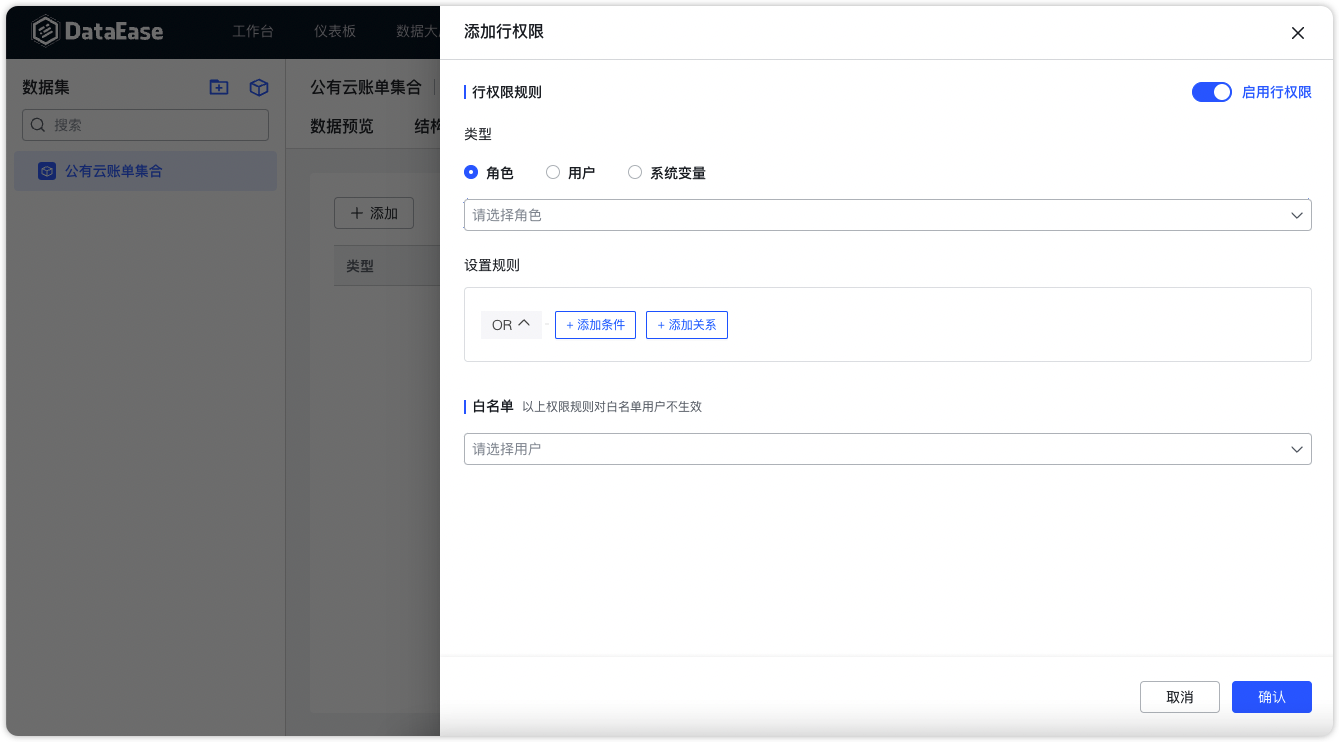 DataEase 工作台 仪表板 数据大
添加行权限
数据集
公有云账单集合
行权限规则
启用行权限
搜索
数据预览 结构
类型
公有云账单集合
角色 用户 系统变量
+ 添加
请选择角色
类型
设置规则
OR + 添加条件 + 添加关系
白名单 以上权限规则对白名单用户不生效
请选择用户
取消 确认